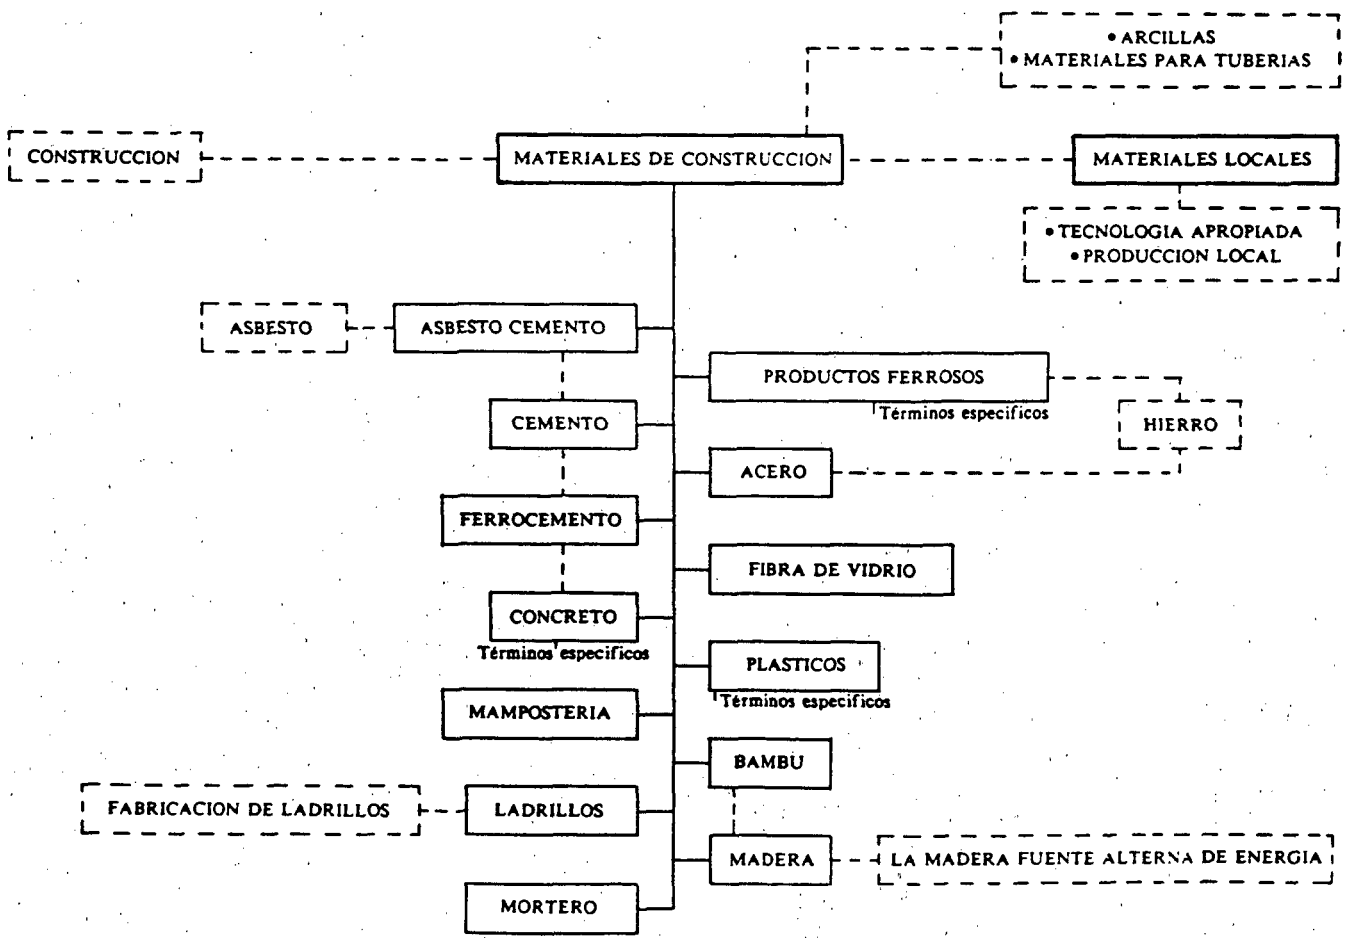 • ARCILLAS
• MATERIALES PARA TUBERIAS
CONSTRUCCION
MATERIALES DE CONSTRUCCION
MATERIALES LOCALES
• TECNOLOGIA APROPIADA
• PRODUCCION LOCAL
ASBESTO
ASBESTO CEMENTO
PRODUCTOS FERROSOS
Términos especificos
CEMENTO
HIERRO
ACERO
FERROCEMENTO
FIBRA DE VIDRIO
CONCRETO
Términos especificos
PLASTICOS
Términos especificos
MAMPOSTERIA
BAMBU
FABRICACION DE LADRILLOS
LADRILLOS
MADERA
LA MADERA FUENTE ALTERNA DE ENERGIA
MORTERO